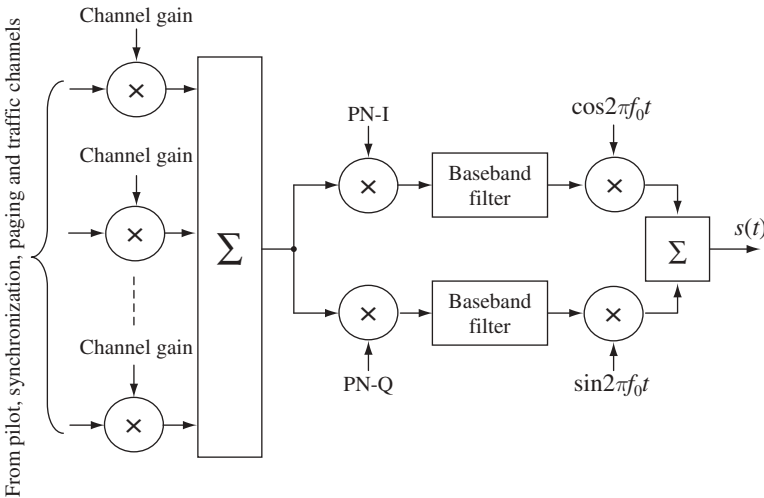 From pilot, synchronization, paging and traffic channels
Channel gain
×
Channel gain
×
Channel gain
×
Σ
PN-I
×
Baseband
filter
cos2πf₀t
×
PN-Q
×
Baseband
filter
sin2πf₀t
×
Σ
s(t)